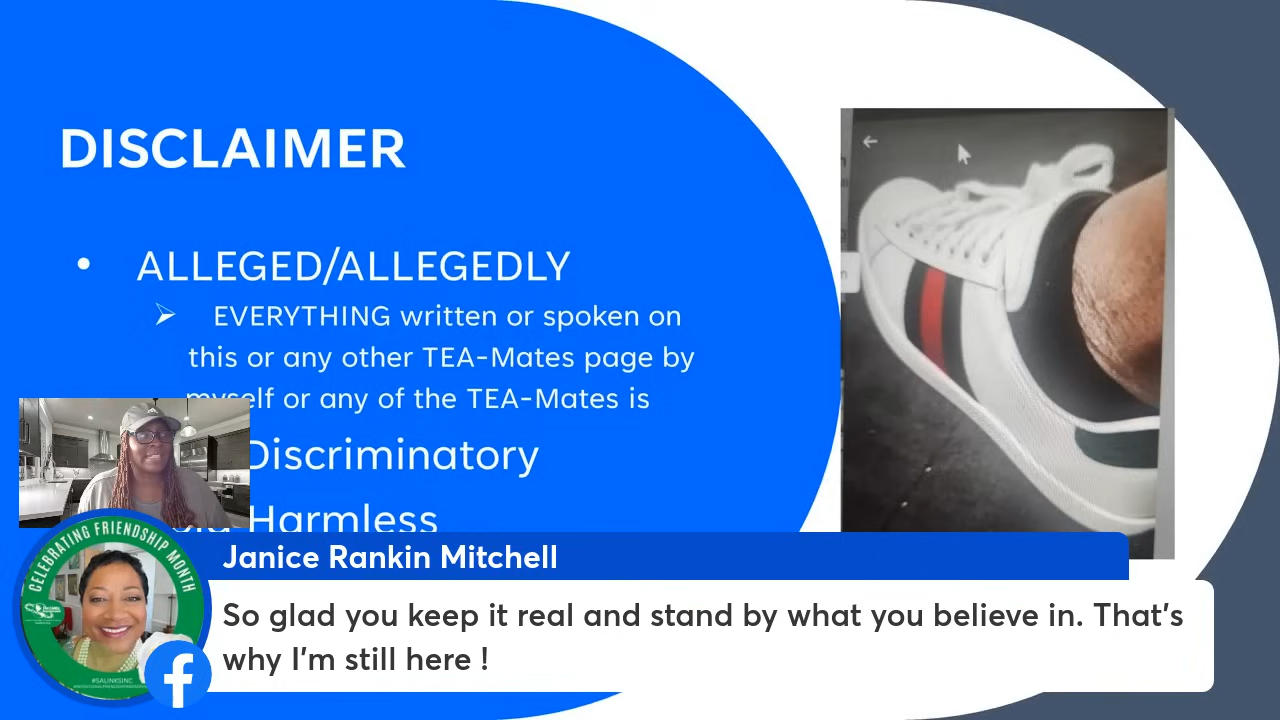 DISCLAIMER
• ALLEGED/ALLEGEDLY
➢ EVERYTHING written or spoken on
this or any other TEA-Mates page by
myself or any of the TEA-Mates is
Discriminatory
Harmless
CELEBRATING FRIENDSHIP MONTH
#SALINKSINC
Janice Rankin Mitchell
So glad you keep it real and stand by what you believe in. That's
why I'm still here !